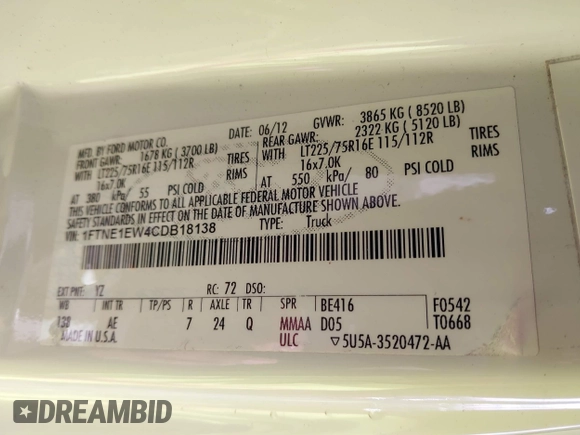 MFD. BY FORD MOTOR CO.
DATE: 06/12
GVWR: 3865 KG ( 8520 LB)
FRONT GAWR: 1678 KG ( 3700 LB)
REAR GAWR: 2322 KG ( 5120 LB)
WITH LT225/75R16E 115/112R TIRES
WITH LT225/75R16E 115/112R TIRES
16x7.0K RIMS
16x7.0K RIMS
AT 380 kPa/ 55 PSI COLD
AT 550 kPa/ 80 PSI COLD
THIS VEHICLE CONFORMS TO ALL APPLICABLE FEDERAL MOTOR VEHICLE
SAFETY STANDARDS IN EFFECT ON THE DATE OF MANUFACTURE SHOWN ABOVE.
VIN: 1FTNE1EW4CDB18138
TYPE: Truck
EXT PNT: YZ RC: 72 DSO:
WB INT TR TP/PS R AXLE TR SPR BE416 F0542
138 AE 7 24 Q MMAA D05 T0668
MADE IN U.S.A. ULC ▽5U5A-3520472-AA
DREAMBID